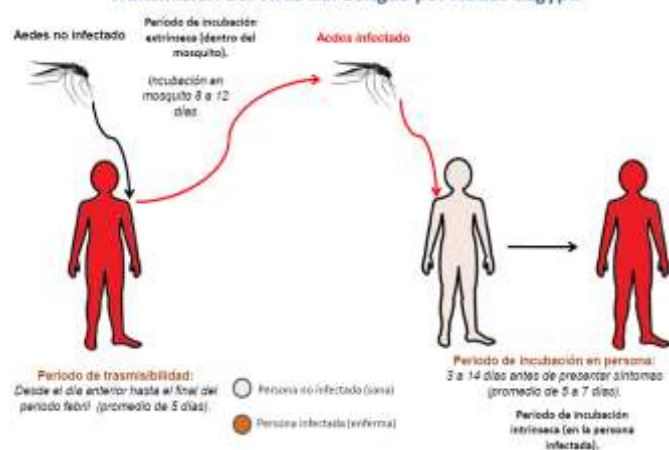 Transmisión del virus del dengue por Aedes aegypti
Aedes no infectado
Período de incubación
extrínseca (dentro del
mosquito).
Incubación en
mosquito 8 a 12
días
Aedes infectado
Periodo de trasmisibilidad:
Desde el día anterior hasta el final del
periodo febril (promedio de 5 días).
Persona no infectada (sana)
Persona infectada (enferma)
Período de incubación en persona:
3 a 14 días antes de presentar síntomas
(promedio de 5 a 7 días).
Período de incubación
intrínseca (en la persona
infectada).